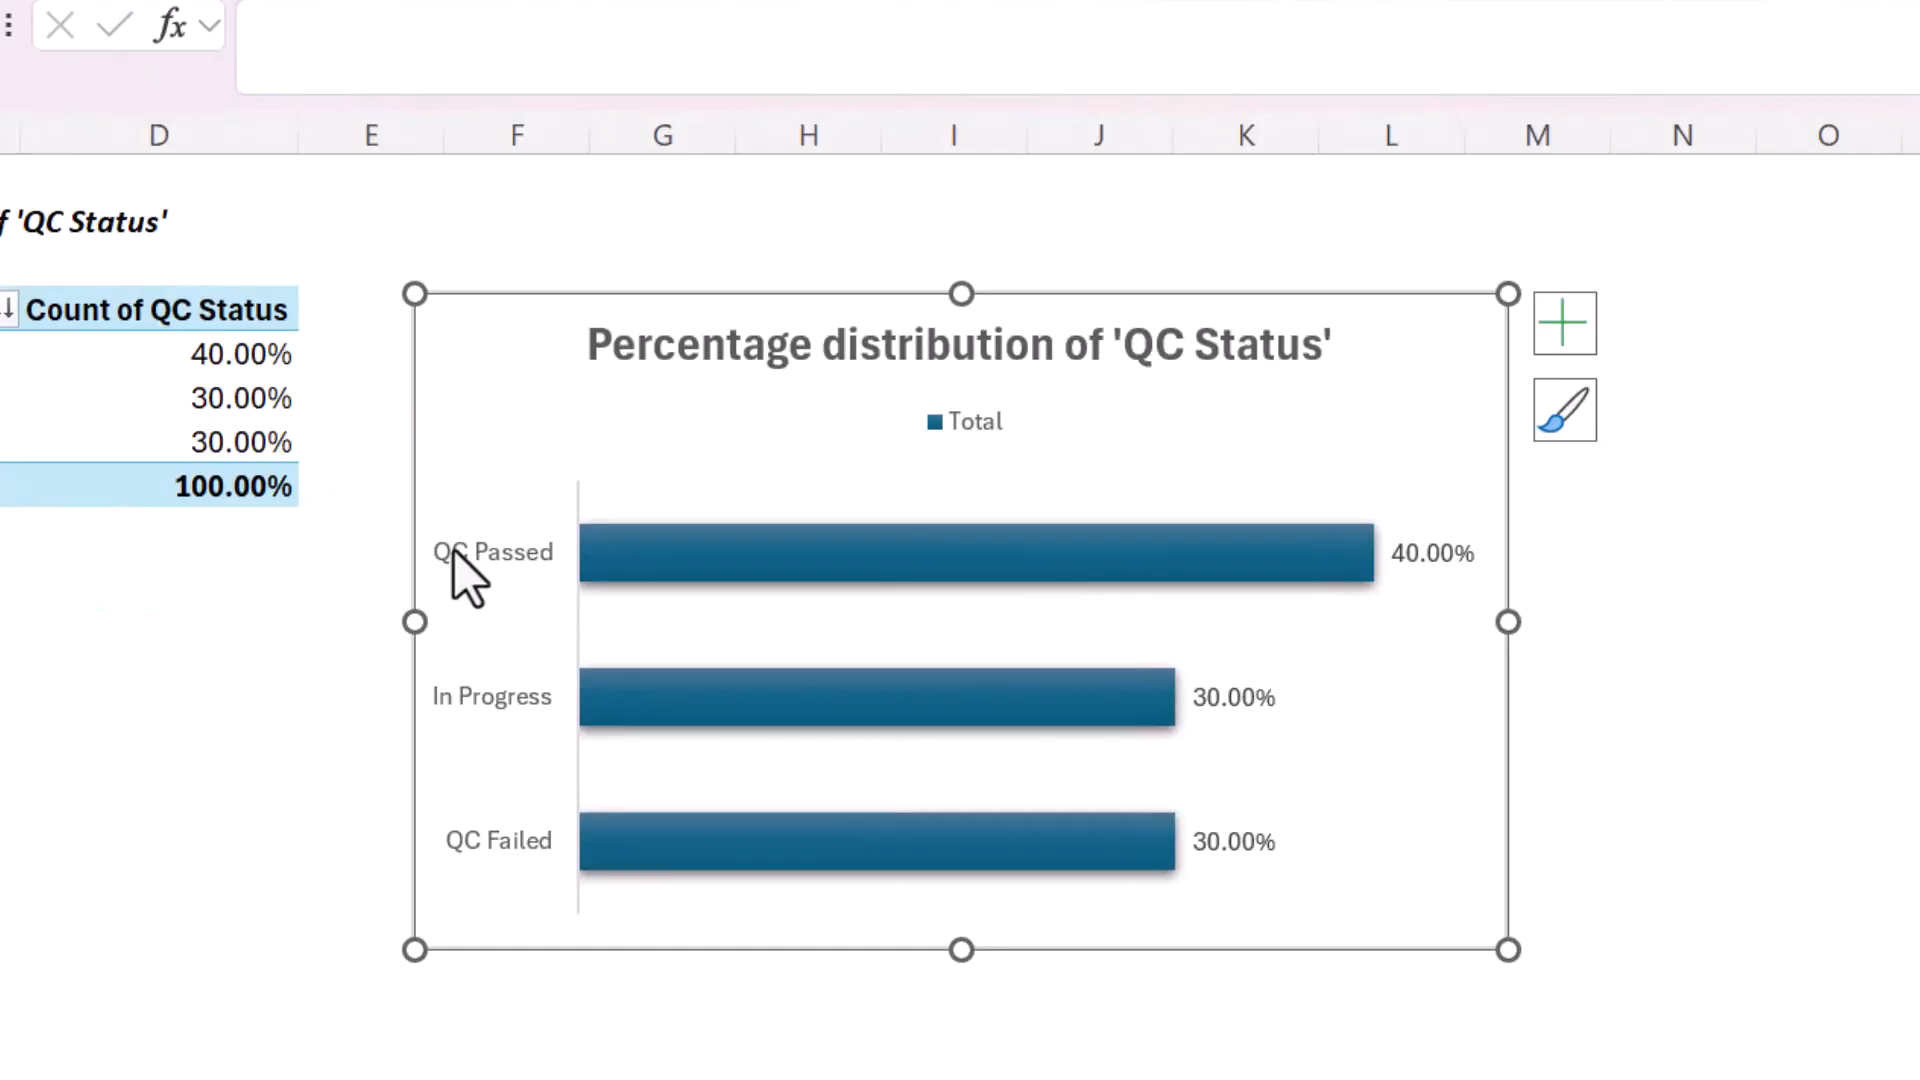 fx
D E F G H I J K L M N O
f 'QC Status'
Count of QC Status
40.00%
30.00%
30.00%
100.00%
Percentage distribution of 'QC Status'
Total
QC Passed 40.00%
In Progress 30.00%
QC Failed 30.00%